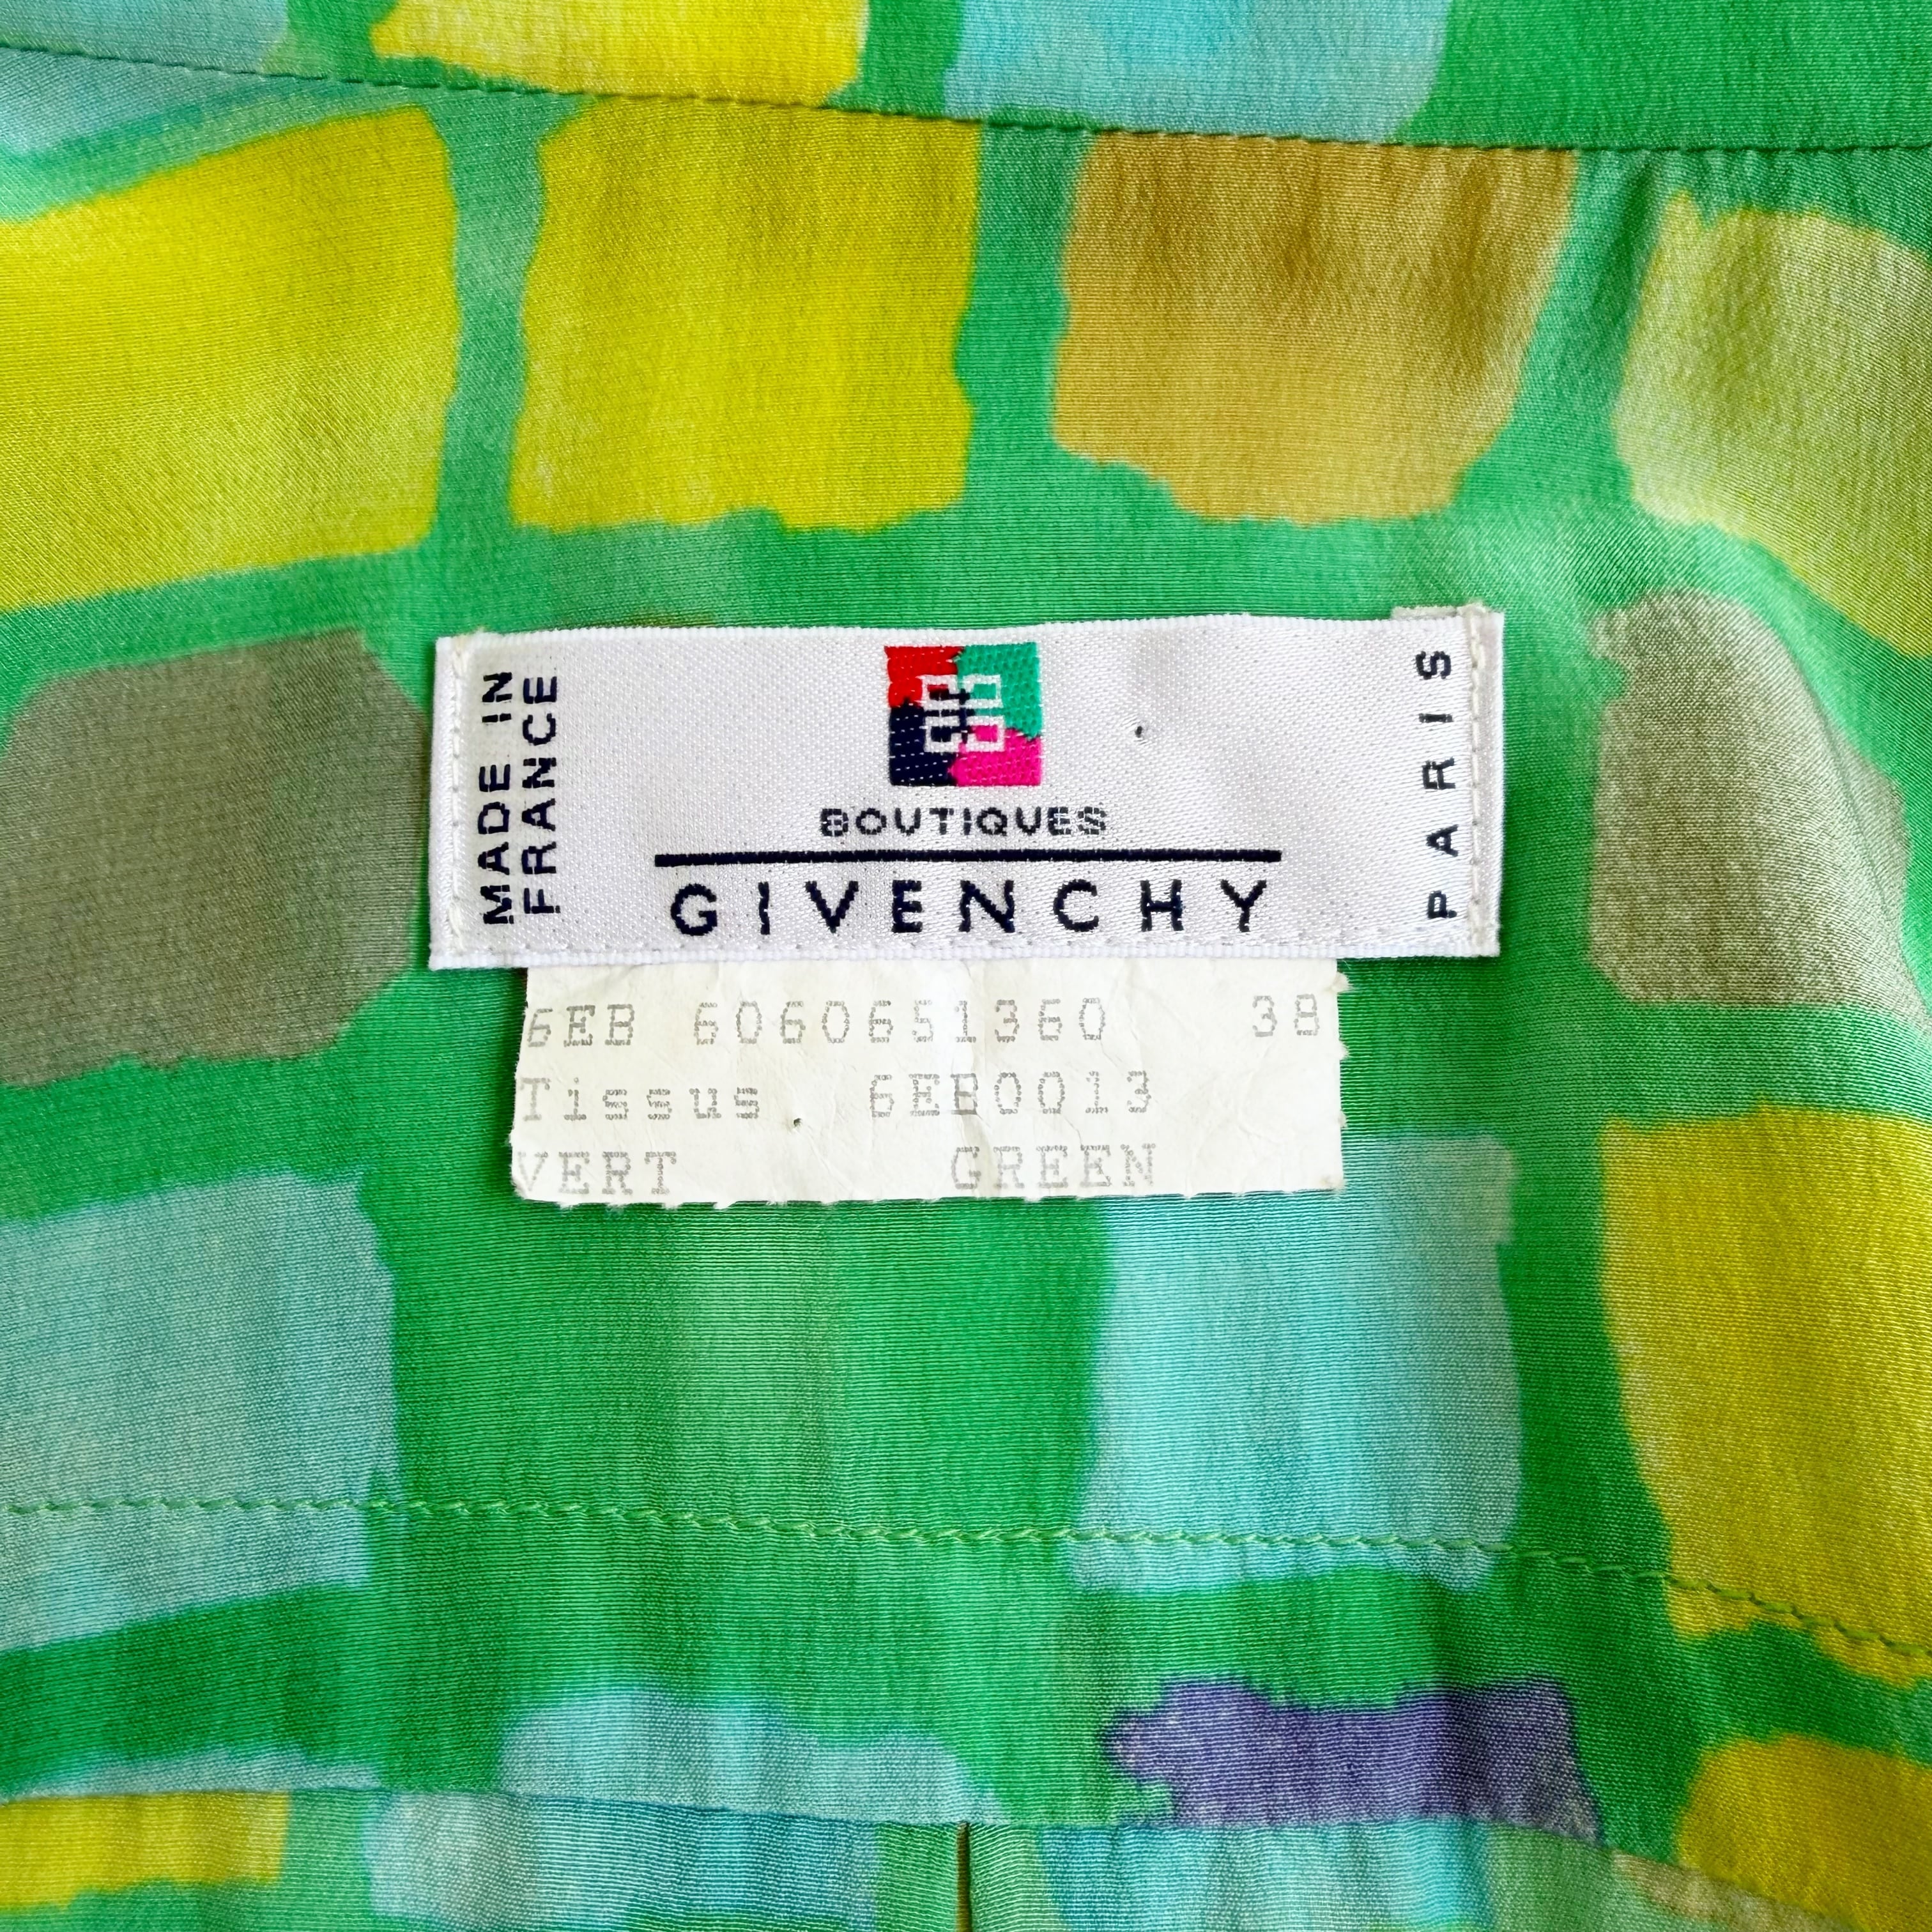 MADE IN
FRANCE
BOUTIQUES
GIVENCHY
PARIS
6EB 6060651360 38
Tissus 6EB0013
VERT GREEN